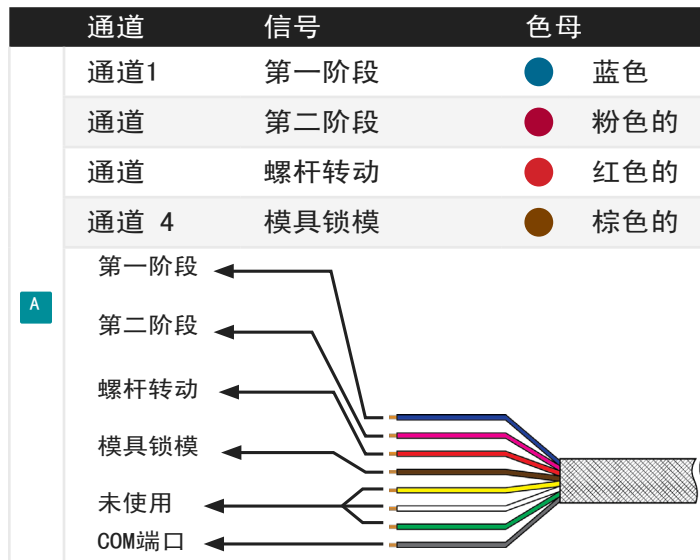 通道 信号 色母
通道1 第一阶段 蓝色
通道 第二阶段 粉色的
通道 螺杆转动 红色的
通道 4 模具锁模 棕色的
第一阶段
A
第二阶段
螺杆转动
模具锁模
未使用
COM端口